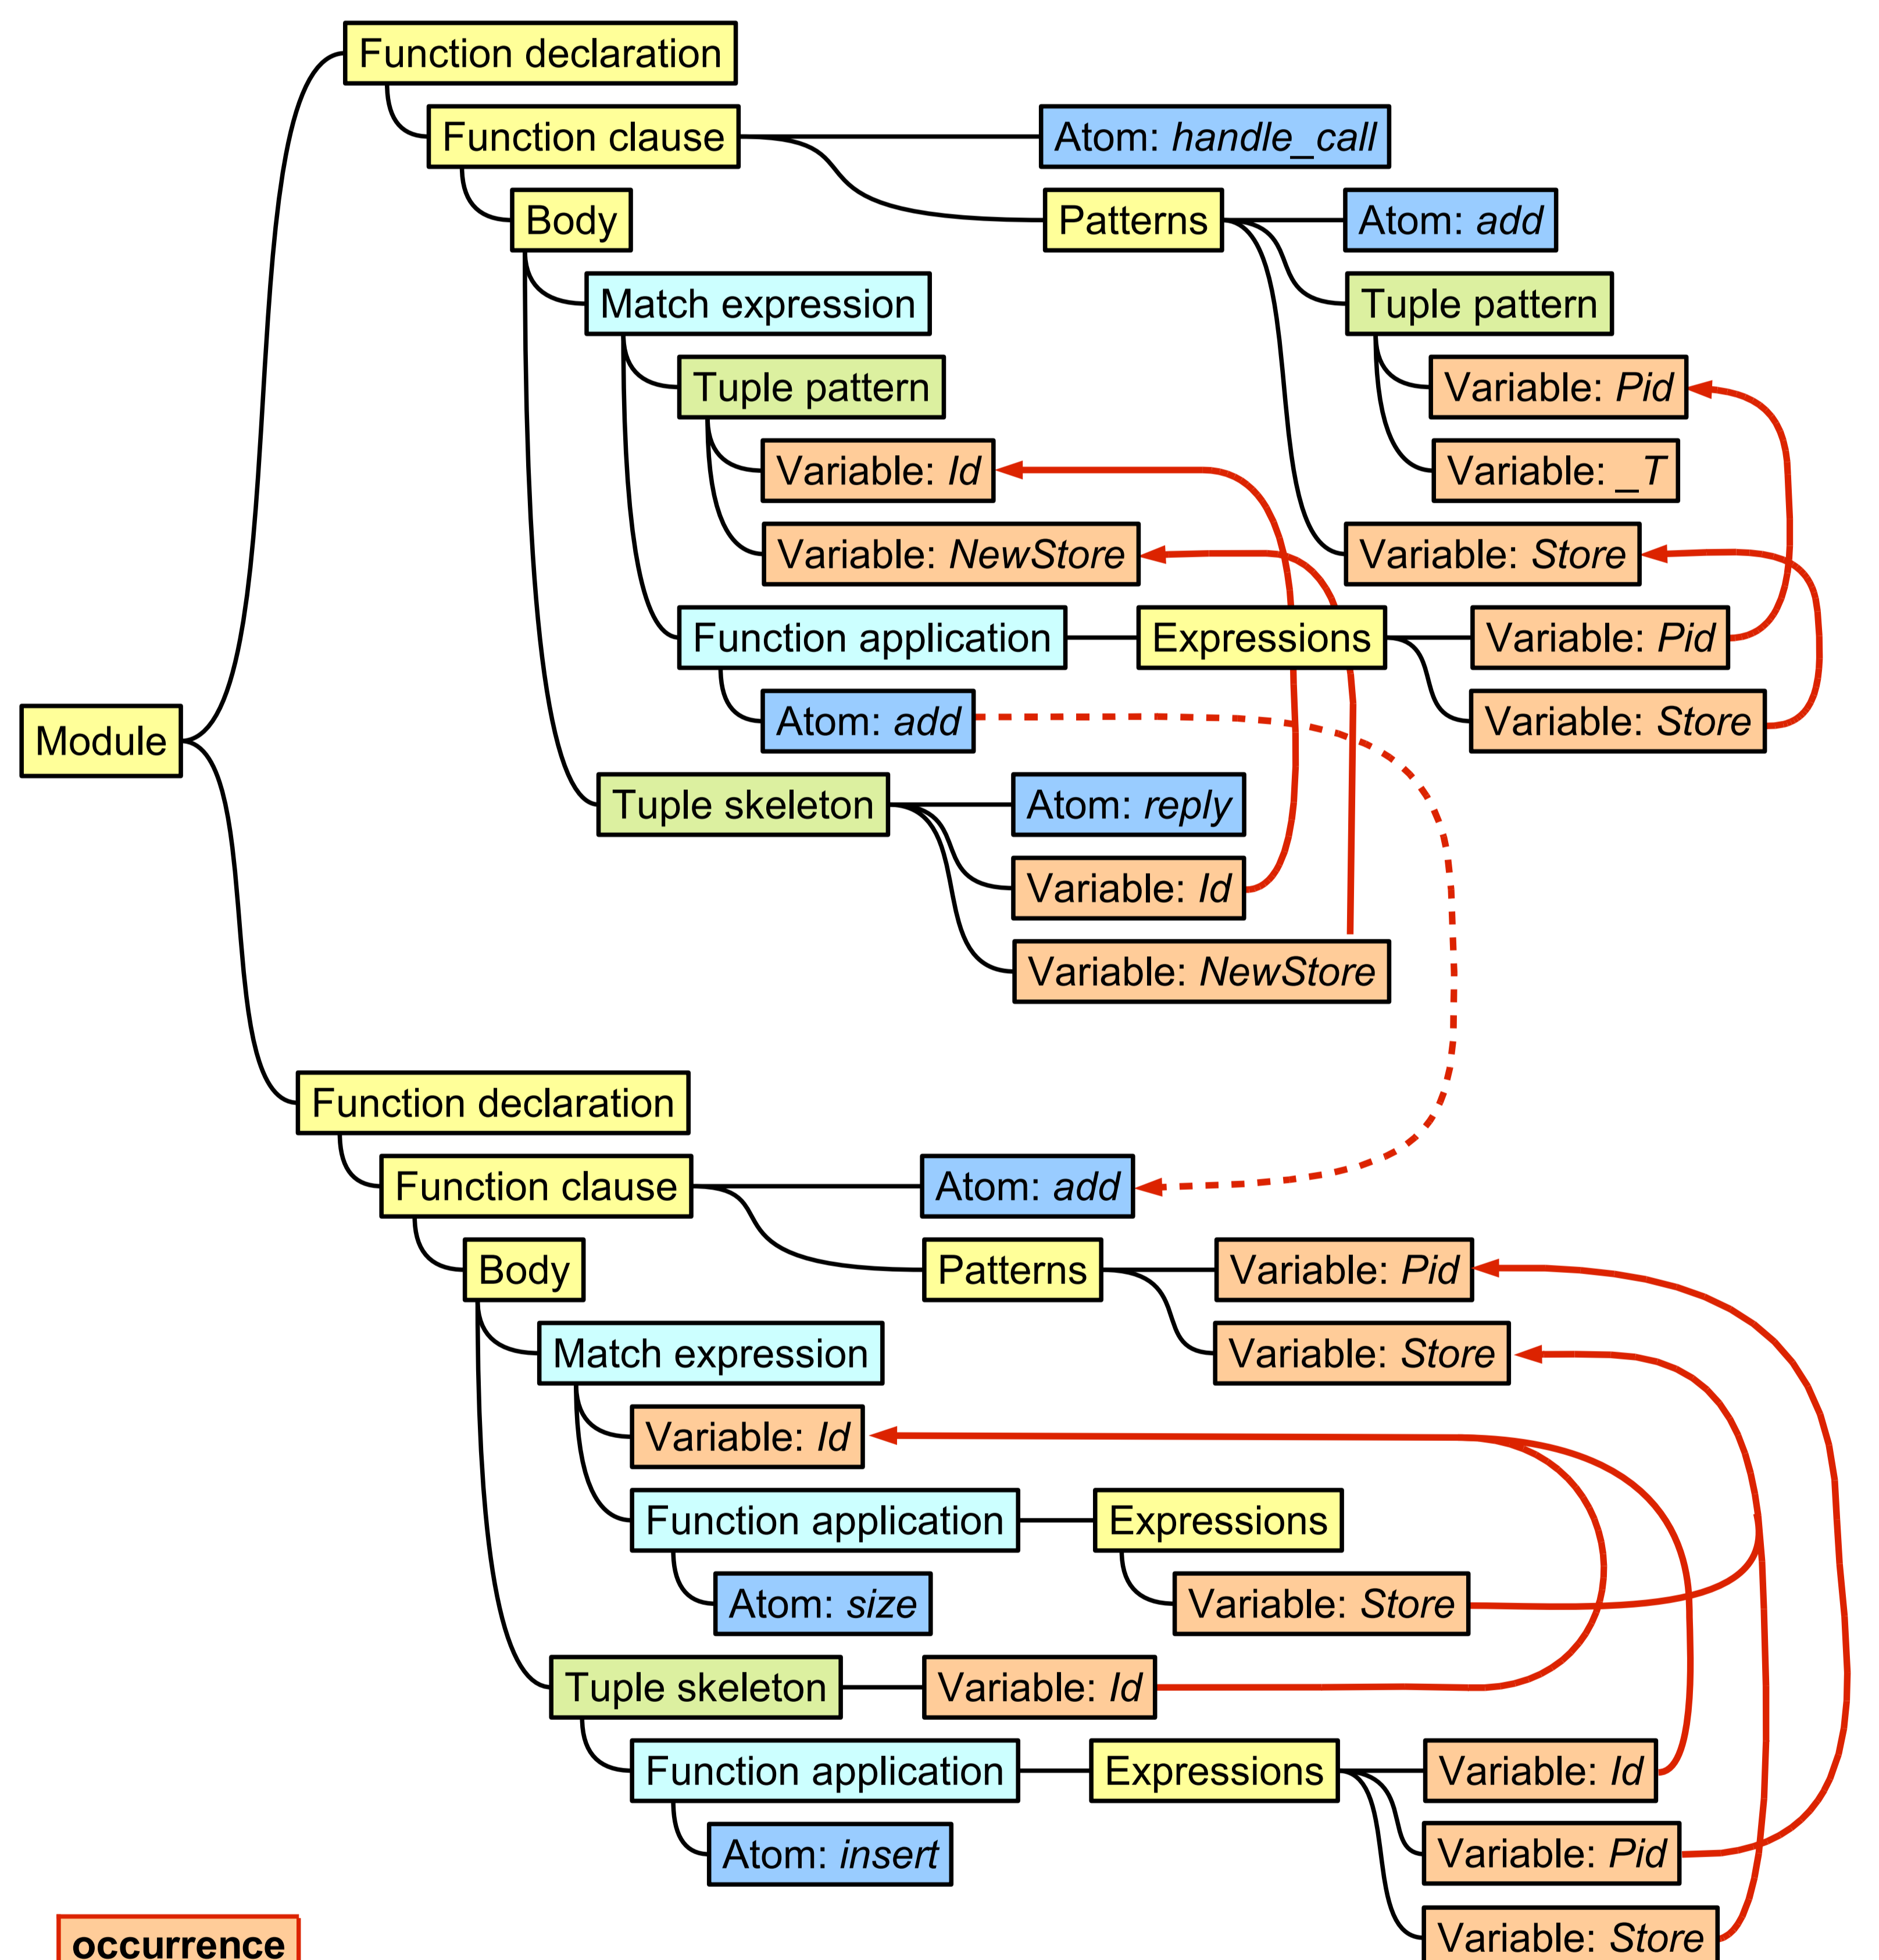 Function declaration
Function clause
Atom: handle_call
Body
Patterns
Atom: add
Match expression
Tuple pattern
Tuple pattern
Variable: Pid
Variable: Id
Variable: _T
Variable: NewStore
Variable: Store
Function application
Expressions
Variable: Pid
Atom: add
Variable: Store
Module
Tuple skeleton
Atom: reply
Variable: Id
Variable: NewStore
Function declaration
Function clause
Atom: add
Body
Patterns
Variable: Pid
Match expression
Variable: Store
Variable: Id
Function application
Expressions
Atom: size
Variable: Store
Tuple skeleton
Variable: Id
Function application
Expressions
Variable: Id
Atom: insert
Variable: Pid
Variable: Store
occurrence